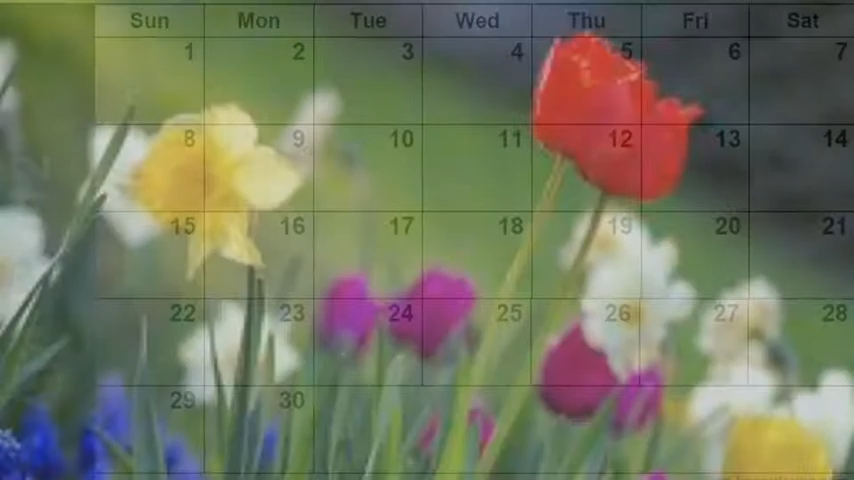 Sun Mon Tue Wed Thu Fri Sat
1 2 3 4 5 6 7
8 9 10 11 12 13 14
15 16 17 18 19 20 21
22 23 24 25 26 27 28
29 30